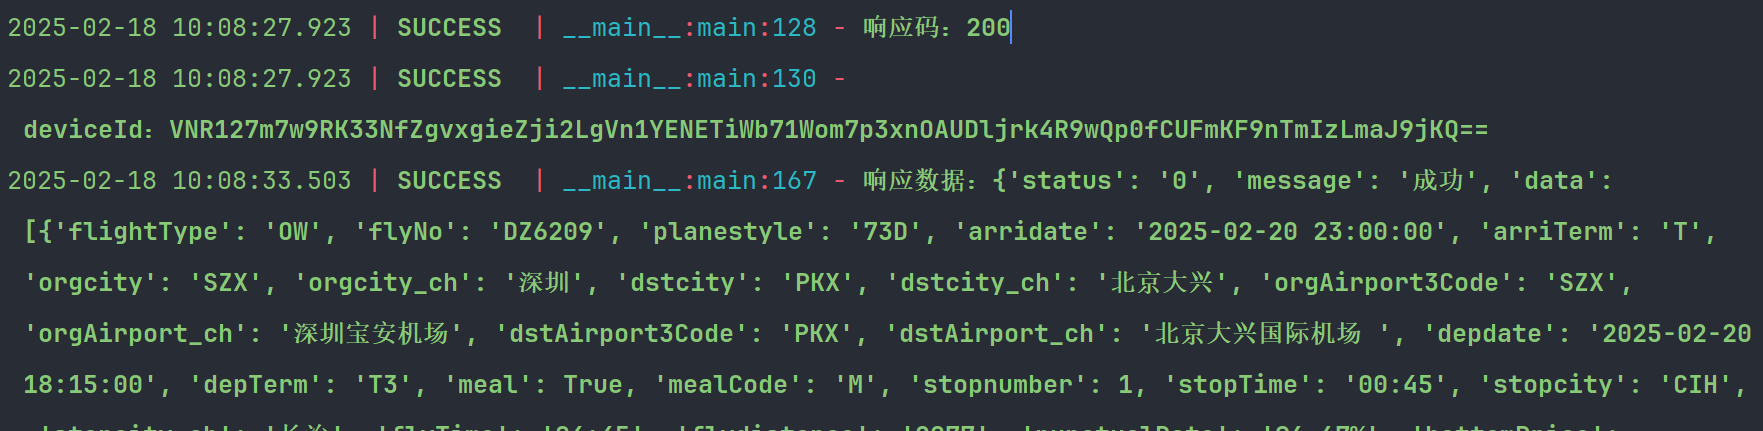 2025-02-18 10:08:27.923 | SUCCESS  | __main__:main:128 - 响应码：200
2025-02-18 10:08:27.923 | SUCCESS  | __main__:main:130 -
deviceId：VNR127m7w9RK33NfZgvxgieZji2LgVn1YENETiWb71Wom7p3xnOAUDljrk4R9wQp0fCUFmKF9nTmIzLmaJ9jKQ==
2025-02-18 10:08:33.503 | SUCCESS  | __main__:main:167 - 响应数据：{'status': '0', 'message': '成功', 'data':
[{'flightType': 'OW', 'flyNo': 'DZ6209', 'planestyle': '73D', 'arridate': '2025-02-20 23:00:00', 'arriTerm': 'T',
'orgcity': 'SZX', 'orgcity_ch': '深圳', 'dstcity': 'PKX', 'dstcity_ch': '北京大兴', 'orgAirport3Code': 'SZX',
'orgAirport_ch': '深圳宝安机场', 'dstAirport3Code': 'PKX', 'dstAirport_ch': '北京大兴国际机场 ', 'depdate': '2025-02-20
18:15:00', 'depTerm': 'T3', 'meal': True, 'mealCode': 'M', 'stopnumber': 1, 'stopTime': '00:45', 'stopcity': 'CIH',